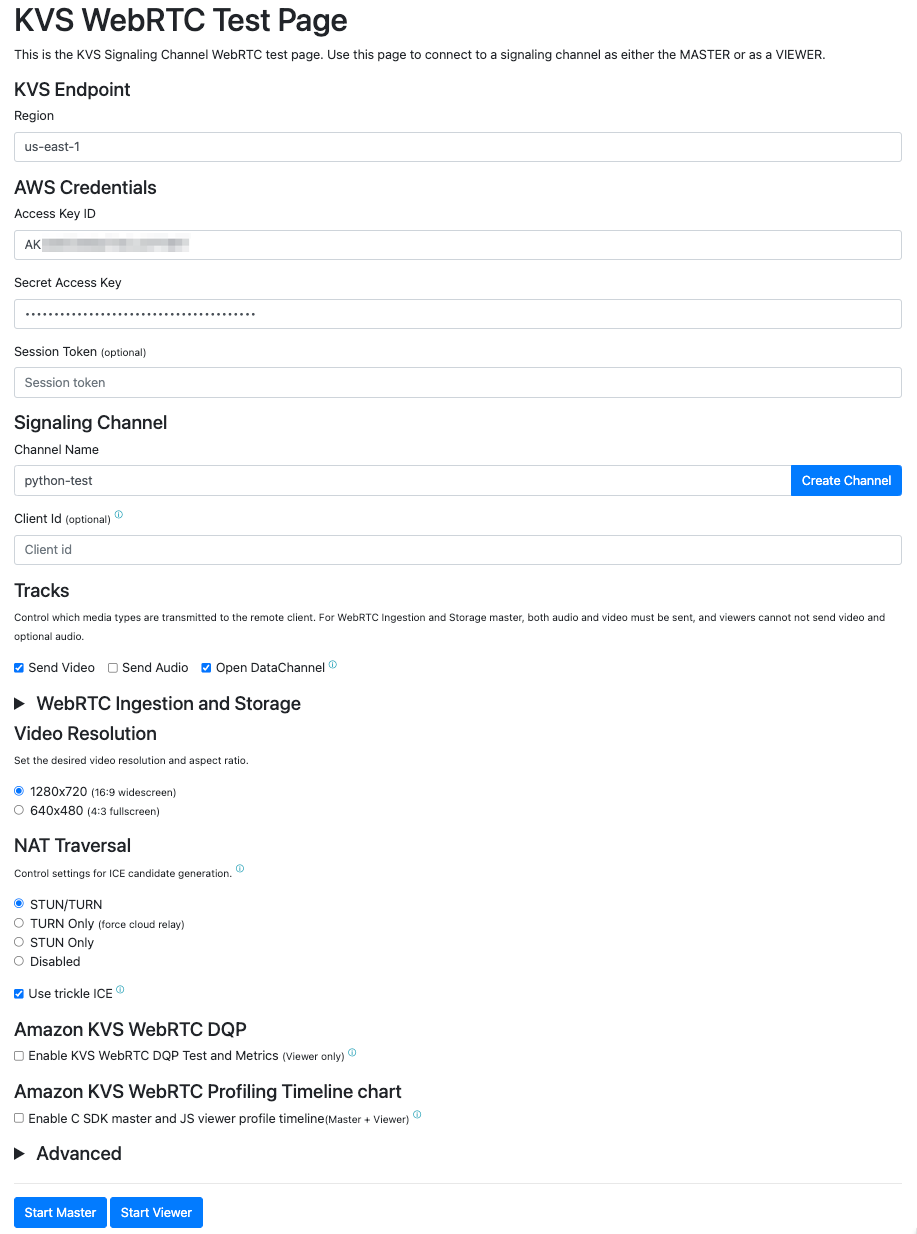 KVS WebRTC Test Page
This is the KVS Signaling Channel WebRTC test page. Use this page to connect to a signaling channel as either the MASTER or as a VIEWER.
KVS Endpoint
Region
us-east-1
AWS Credentials
Access Key ID
AK
Secret Access Key
Session Token (optional)
Session token
Signaling Channel
Channel Name
python-test
Create Channel
Client Id (optional)
Client id
Tracks
Control which media types are transmitted to the remote client. For WebRTC Ingestion and Storage master, both audio and video must be sent, and viewers cannot not send video and
optional audio.
Send Video Send Audio Open DataChannel
WebRTC Ingestion and Storage
Video Resolution
Set the desired video resolution and aspect ratio.
1280x720 (16:9 widescreen)
640x480 (4:3 fullscreen)
NAT Traversal
Control settings for ICE candidate generation.
STUN/TURN
TURN Only (force cloud relay)
STUN Only
Disabled
Use trickle ICE
Amazon KVS WebRTC DQP
Enable KVS WebRTC DQP Test and Metrics (Viewer only)
Amazon KVS WebRTC Profiling Timeline chart
Enable C SDK master and JS viewer profile timeline(Master + Viewer)
Advanced
Start Master Start Viewer